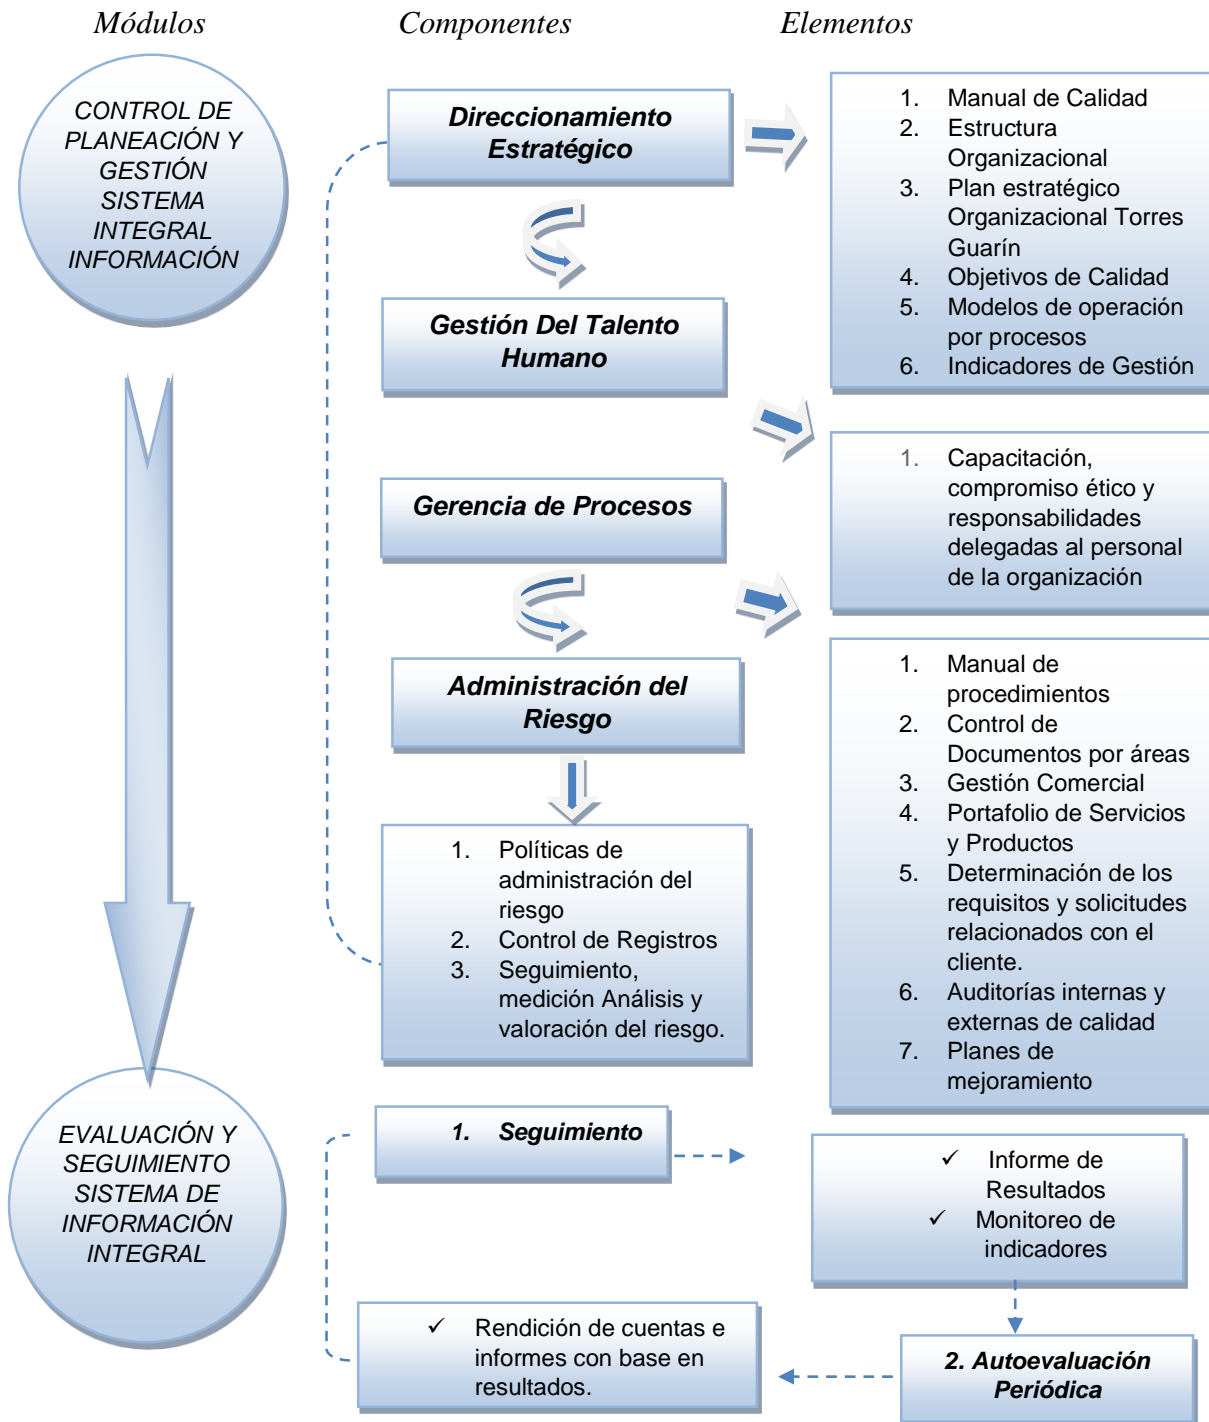 Módulos
Componentes
Elementos
CONTROL DE
PLANEACIÓN Y
GESTIÓN
SISTEMA
INTEGRAL
INFORMACIÓN
Direccionamiento
Estratégico
1. Manual de Calidad
2. Estructura
Organizacional
3. Plan estratégico
Organizacional Torres
Guarín
4. Objetivos de Calidad
5. Modelos de operación
por procesos
6. Indicadores de Gestión
Gestión Del Talento
Humano
1. Capacitación,
compromiso ético y
responsabilidades
delegadas al personal
de la organización
Gerencia de Procesos
1. Manual de
procedimientos
2. Control de
Documentos por áreas
3. Gestión Comercial
4. Portafolio de Servicios
y Productos
5. Determinación de los
requisitos y solicitudes
relacionados con el
cliente.
6. Auditorías internas y
externas de calidad
7. Planes de
mejoramiento
Administración del
Riesgo
1. Políticas de
administración del
riesgo
2. Control de Registros
3. Seguimiento,
medición Análisis y
valoración del riesgo.
EVALUACIÓN Y
SEGUIMIENTO
SISTEMA DE
INFORMACIÓN
INTEGRAL
1. Seguimiento
✓ Informe de
Resultados
✓ Monitoreo de
indicadores
2. Autoevaluación
Periódica
✓ Rendición de cuentas e
informes con base en
resultados.